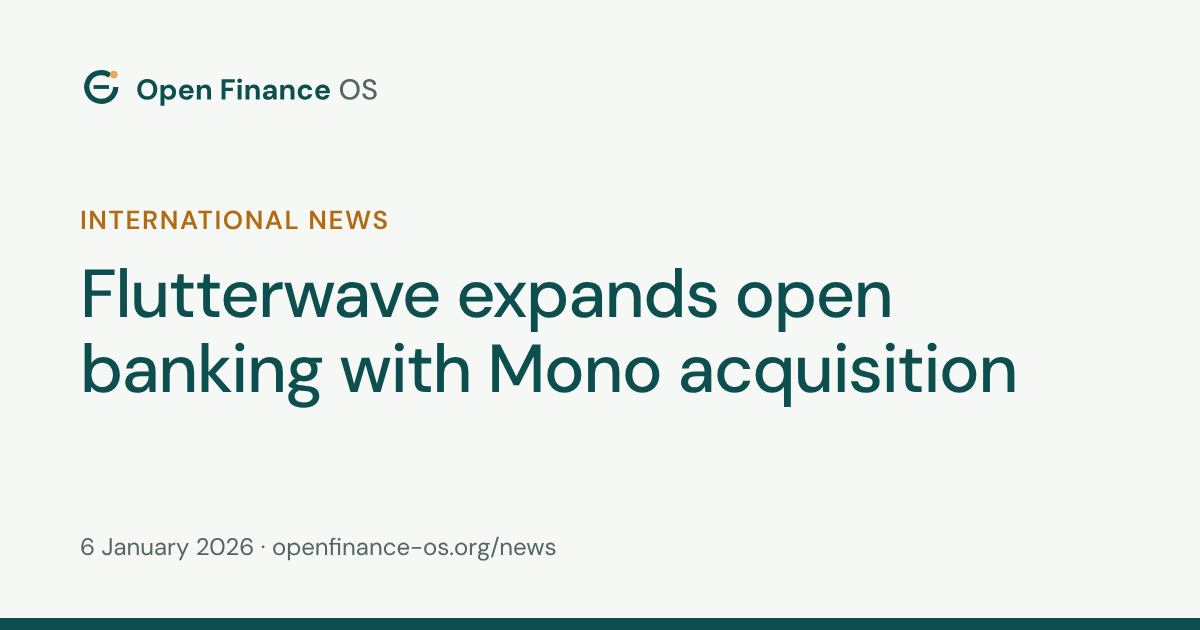 Open Finance OS
INTERNATIONAL NEWS
Flutterwave expands open
banking with Mono acquisition
6 January 2026 · openfinance-os.org/news